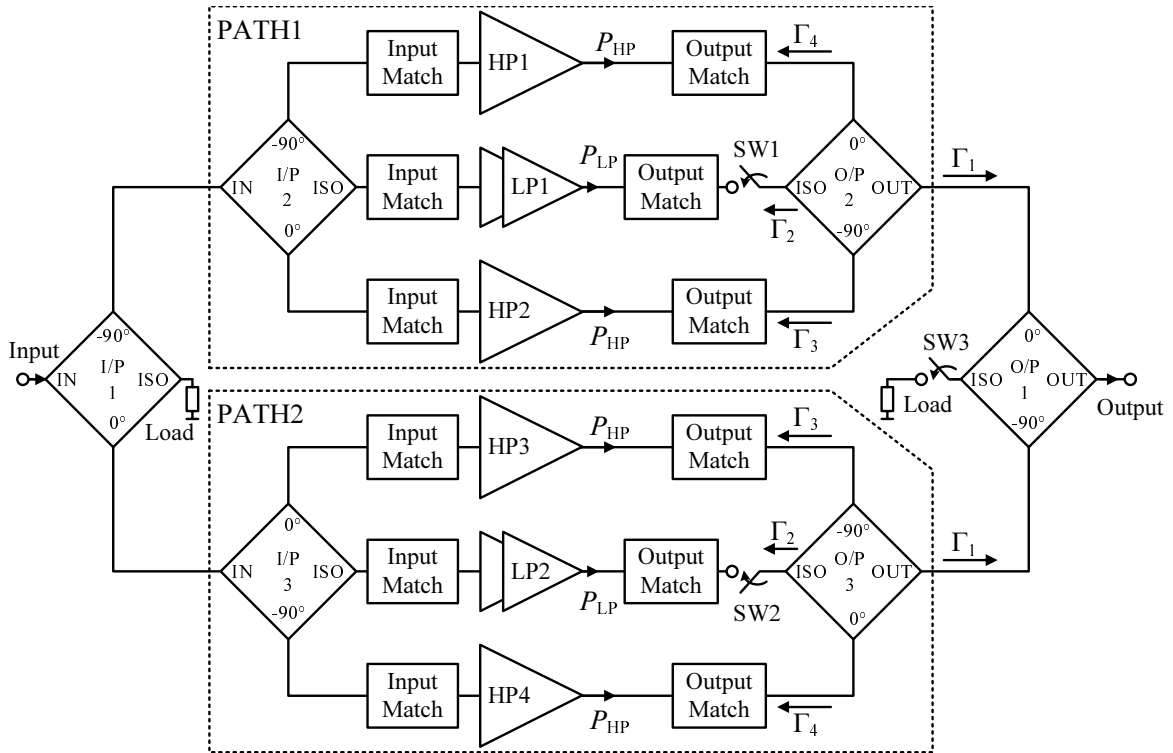 PATH1
Input
Match
HP1
P_HP
Output
Match
Γ4
-90°
IN
I/P
2
ISO
0°
Input
Match
LP1
P_LP
Output
Match
SW1
Γ2
0°
ISO
O/P
2
OUT
-90°
Γ1
Input
Match
HP2
P_HP
Output
Match
Γ3
Input
-90°
IN
I/P
1
ISO
0°
Load
SW3
Load
0°
ISO
O/P
1
OUT
-90°
Output
PATH2
Input
Match
HP3
P_HP
Output
Match
Γ3
0°
IN
I/P
3
ISO
-90°
Input
Match
LP2
P_LP
Output
Match
SW2
Γ2
-90°
ISO
O/P
3
OUT
0°
Γ1
Input
Match
HP4
P_HP
Output
Match
Γ4